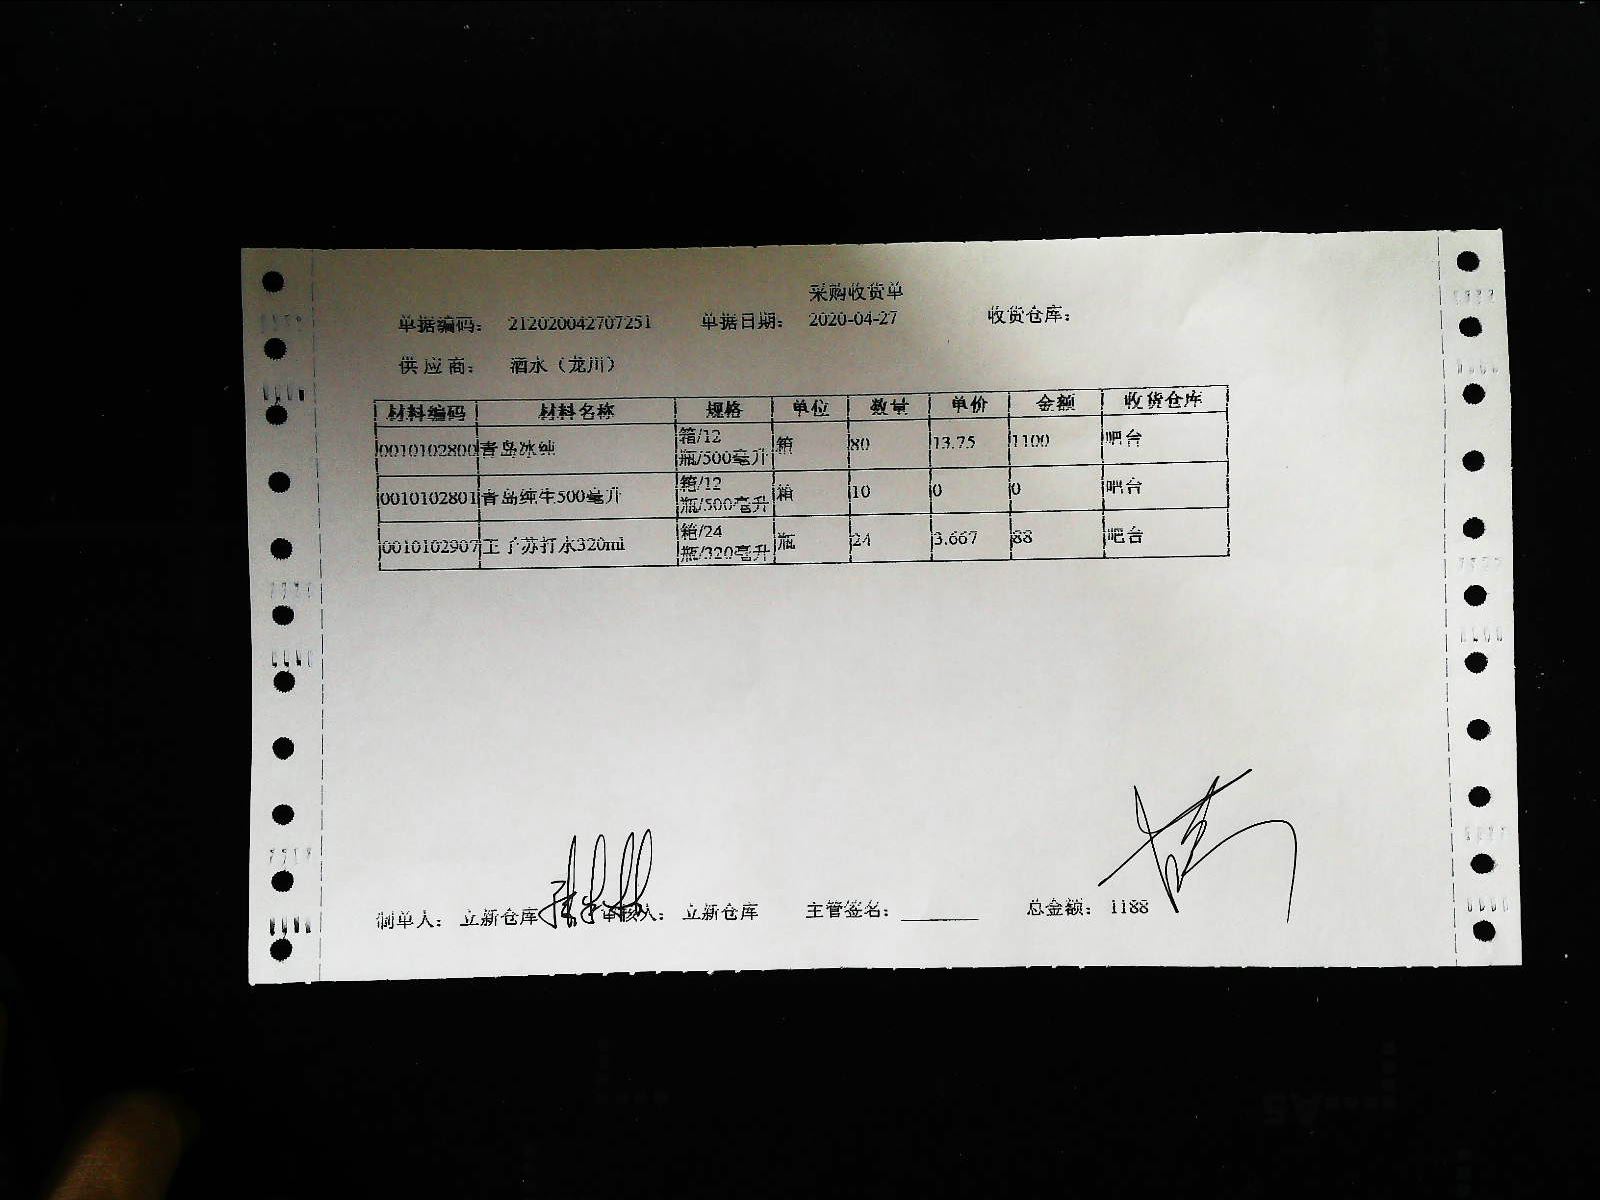 采购收货单
单据编码： 212020042707251 单据日期： 2020-04-27 收货仓库：
供 应 商： 酒水（龙川）
材料编码 材料名称 规格 单位 数量 单价 金额 收货仓库
0010102800 青岛冰纯 箱/12瓶/500毫升 箱 80 13.75 1100 吧台
0010102801 青岛纯生500毫升 箱/12瓶/500毫升 箱 10 0 0 吧台
0010102907 王子苏打水320ml 箱/24瓶/320毫升 瓶 24 3.667 88 吧台
制单人： 立新仓库 审核人： 立新仓库 主管签名： 总金额： 1188